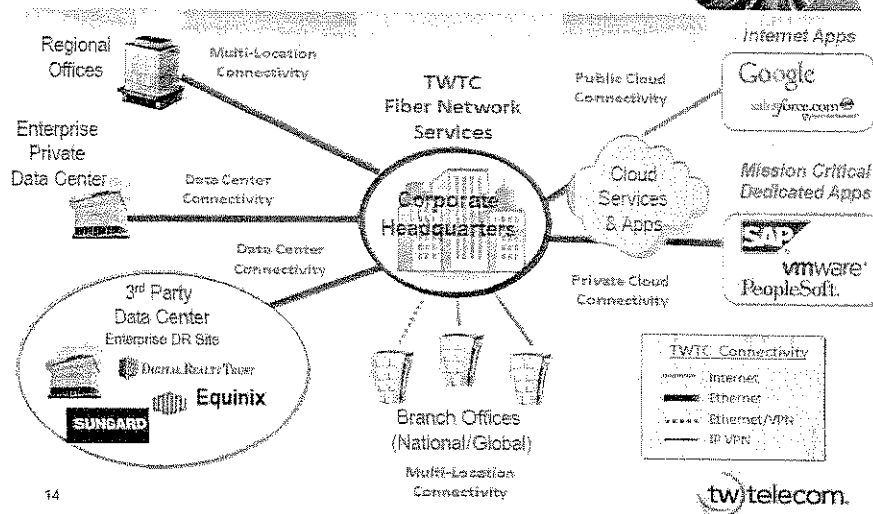 Regional
Offices
Multi-Location
Connectivity
TWTC
Fiber Network
Services
Public Cloud
Connectivity
Internet Apps
Google
salesforce.com
Enterprise
Private
Data Center
Data Center
Connectivity
Corporate
Headquarters
Cloud
Services
& Apps
Mission Critical
Dedicated Apps
SAP
vmware
PeopleSoft.
Data Center
Connectivity
Private Cloud
Connectivity
3rd Party
Data Center
Enterprise DR Site
DIGITAL REALTY TRUST
Equinix
SUNGARD
Branch Offices
(National/Global)
Multi-Location
Connectivity
TWTC Connectivity
Internet
Ethernet
Ethernet/VPN
IP VPN
14
tw telecom.